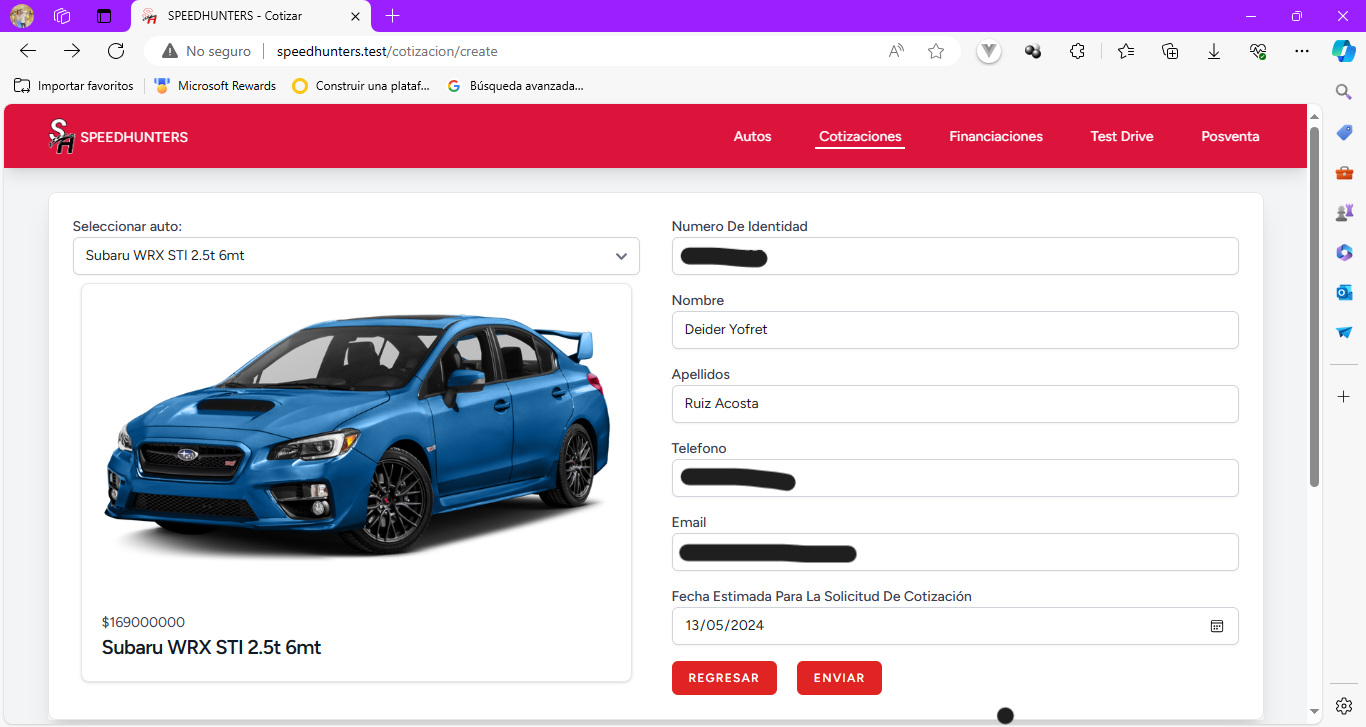 SPEEDHUNTERS - Cotizar
No seguro
speedhunters.test/cotizacion/create
Importar favoritos
Microsoft Rewards
Construir una plataf...
Búsqueda avanzada...
SPEEDHUNTERS
Autos
Cotizaciones
Financiaciones
Test Drive
Posventa
Seleccionar auto:
Subaru WRX STI 2.5t 6mt
$169000000
Subaru WRX STI 2.5t 6mt
Numero De Identidad
Nombre
Deider Yofret
Apellidos
Ruiz Acosta
Telefono
Email
Fecha Estimada Para La Solicitud De Cotización
13/05/2024
REGRESAR
ENVIAR